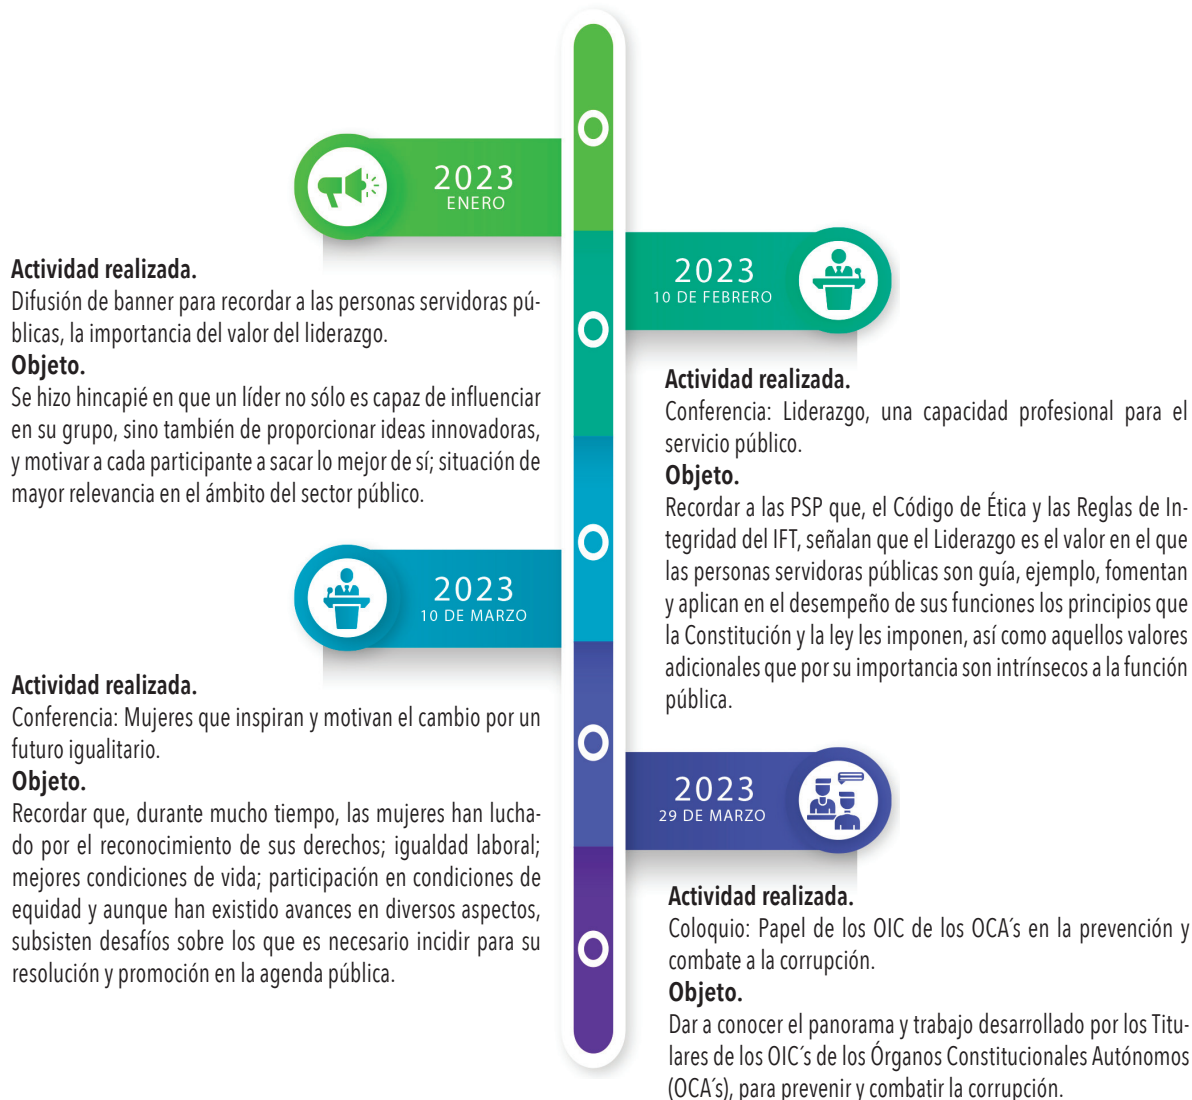 2023
ENERO
Actividad realizada.
Difusión de banner para recordar a las personas servidoras pú-
blicas, la importancia del valor del liderazgo.
Objeto.
Se hizo hincapié en que un líder no sólo es capaz de influenciar
en su grupo, sino también de proporcionar ideas innovadoras,
y motivar a cada participante a sacar lo mejor de sí; situación de
mayor relevancia en el ámbito del sector público.
2023
10 DE FEBRERO
Actividad realizada.
Conferencia: Liderazgo, una capacidad profesional para el
servicio público.
Objeto.
Recordar a las PSP que, el Código de Ética y las Reglas de In-
tegridad del IFT, señalan que el Liderazgo es el valor en el que
las personas servidoras públicas son guía, ejemplo, fomentan
y aplican en el desempeño de sus funciones los principios que
la Constitución y la ley les imponen, así como aquellos valores
adicionales que por su importancia son intrínsecos a la función
pública.
2023
10 DE MARZO
Actividad realizada.
Conferencia: Mujeres que inspiran y motivan el cambio por un
futuro igualitario.
Objeto.
Recordar que, durante mucho tiempo, las mujeres han lucha-
do por el reconocimiento de sus derechos; igualdad laboral;
mejores condiciones de vida; participación en condiciones de
equidad y aunque han existido avances en diversos aspectos,
subsisten desafíos sobre los que es necesario incidir para su
resolución y promoción en la agenda pública.
2023
29 DE MARZO
Actividad realizada.
Coloquio: Papel de los OIC de los OCA´s en la prevención y
combate a la corrupción.
Objeto.
Dar a conocer el panorama y trabajo desarrollado por los Titu-
lares de los OIC´s de los Órganos Constitucionales Autónomos
(OCA´s), para prevenir y combatir la corrupción.